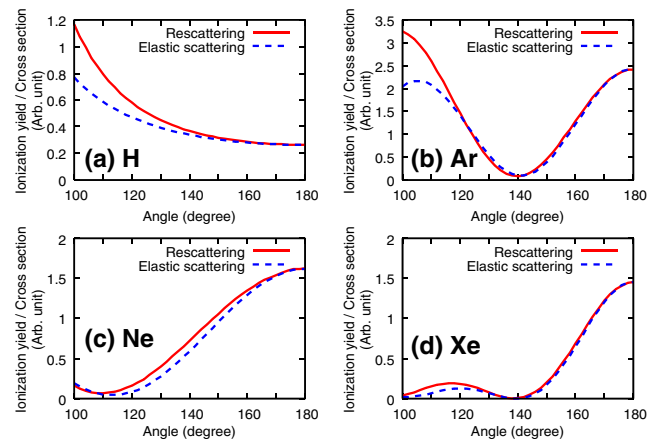 Ionization yield / Cross section
(Arb. unit)
1.2
1
0.8
0.6
0.4
0.2
0
Rescattering
Elastic scattering
(a) H
100 120 140 160 180
Angle (degree)
Ionization yield / Cross section
(Arb. unit)
3.5
3
2.5
2
1.5
1
0.5
0
Rescattering
Elastic scattering
(b) Ar
100 120 140 160 180
Angle (degree)
Ionization yield / Cross section
(Arb. unit)
2
1.5
1
0.5
0
Rescattering
Elastic scattering
(c) Ne
100 120 140 160 180
Angle (degree)
Ionization yield / Cross section
(Arb. unit)
2
1.5
1
0.5
0
Rescattering
Elastic scattering
(d) Xe
100 120 140 160 180
Angle (degree)